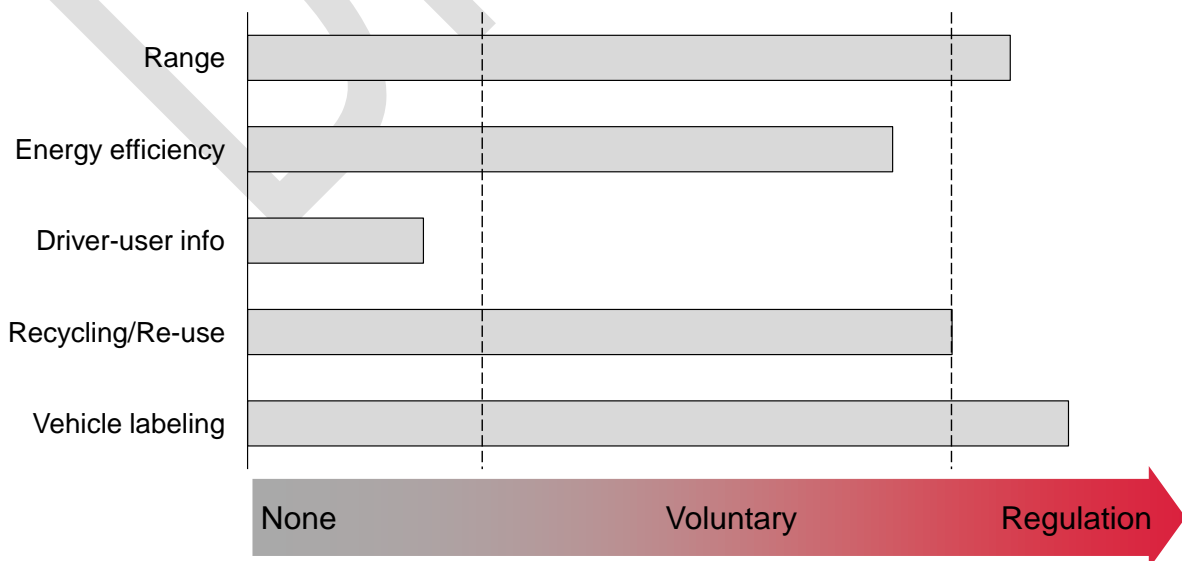 Range
Energy efficiency
Driver-user info
Recycling/Re-use
Vehicle labeling
None Voluntary Regulation